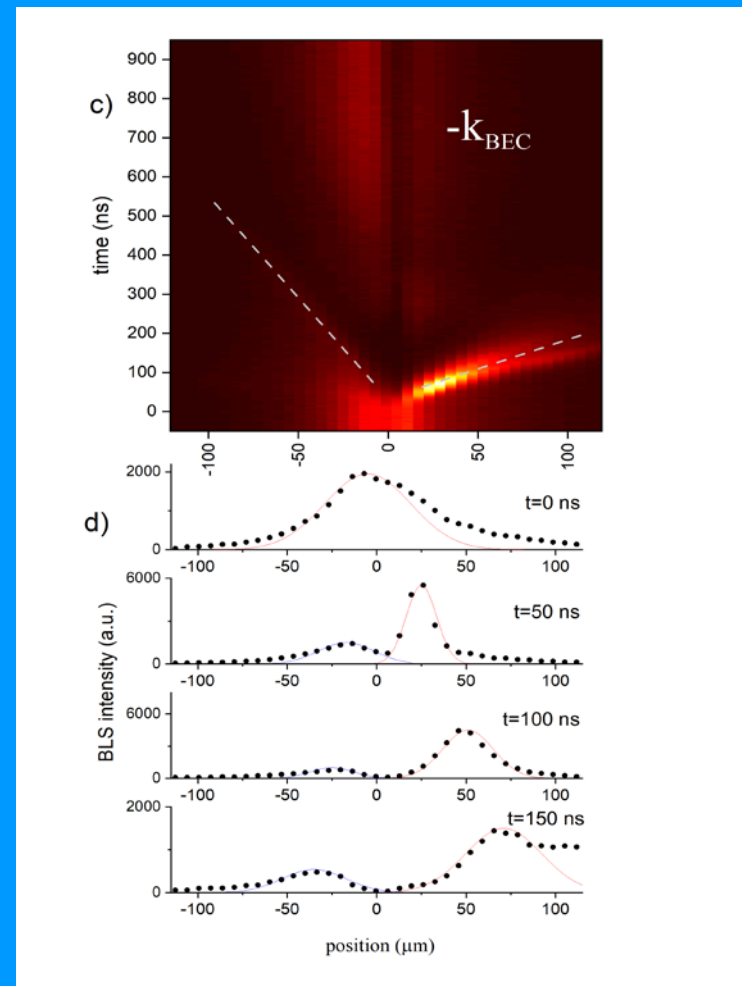 900
800
c)
-k_BEC
700
600
time (ns)
500
400
300
200
100
0
-100 -50 0 50 100
2000
d)
t=0 ns
0
-100 -50 0 50 100
6000
t=50 ns
0
-100 -50 0 50 100
BLS intensity (a.u.)
6000
t=100 ns
0
-100 -50 0 50 100
2000
t=150 ns
0
-100 -50 0 50 100
position (μm)